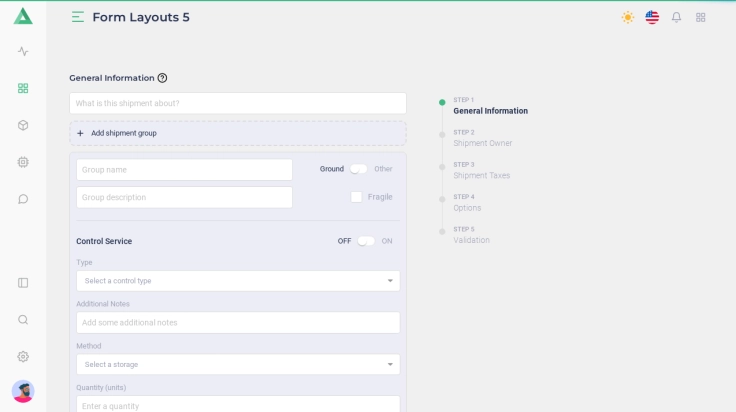 Form Layouts 5
General Information
What is this shipment about?
+ Add shipment group
Group name
Ground
Other
Group description
Fragile
Control Service
OFF
ON
Type
Select a control type
Additional Notes
Add some additional notes
Method
Select a storage
Quantity (units)
Enter a quantity
STEP 1
General Information
STEP 2
Shipment Owner
STEP 3
Shipment Taxes
STEP 4
Options
STEP 5
Validation